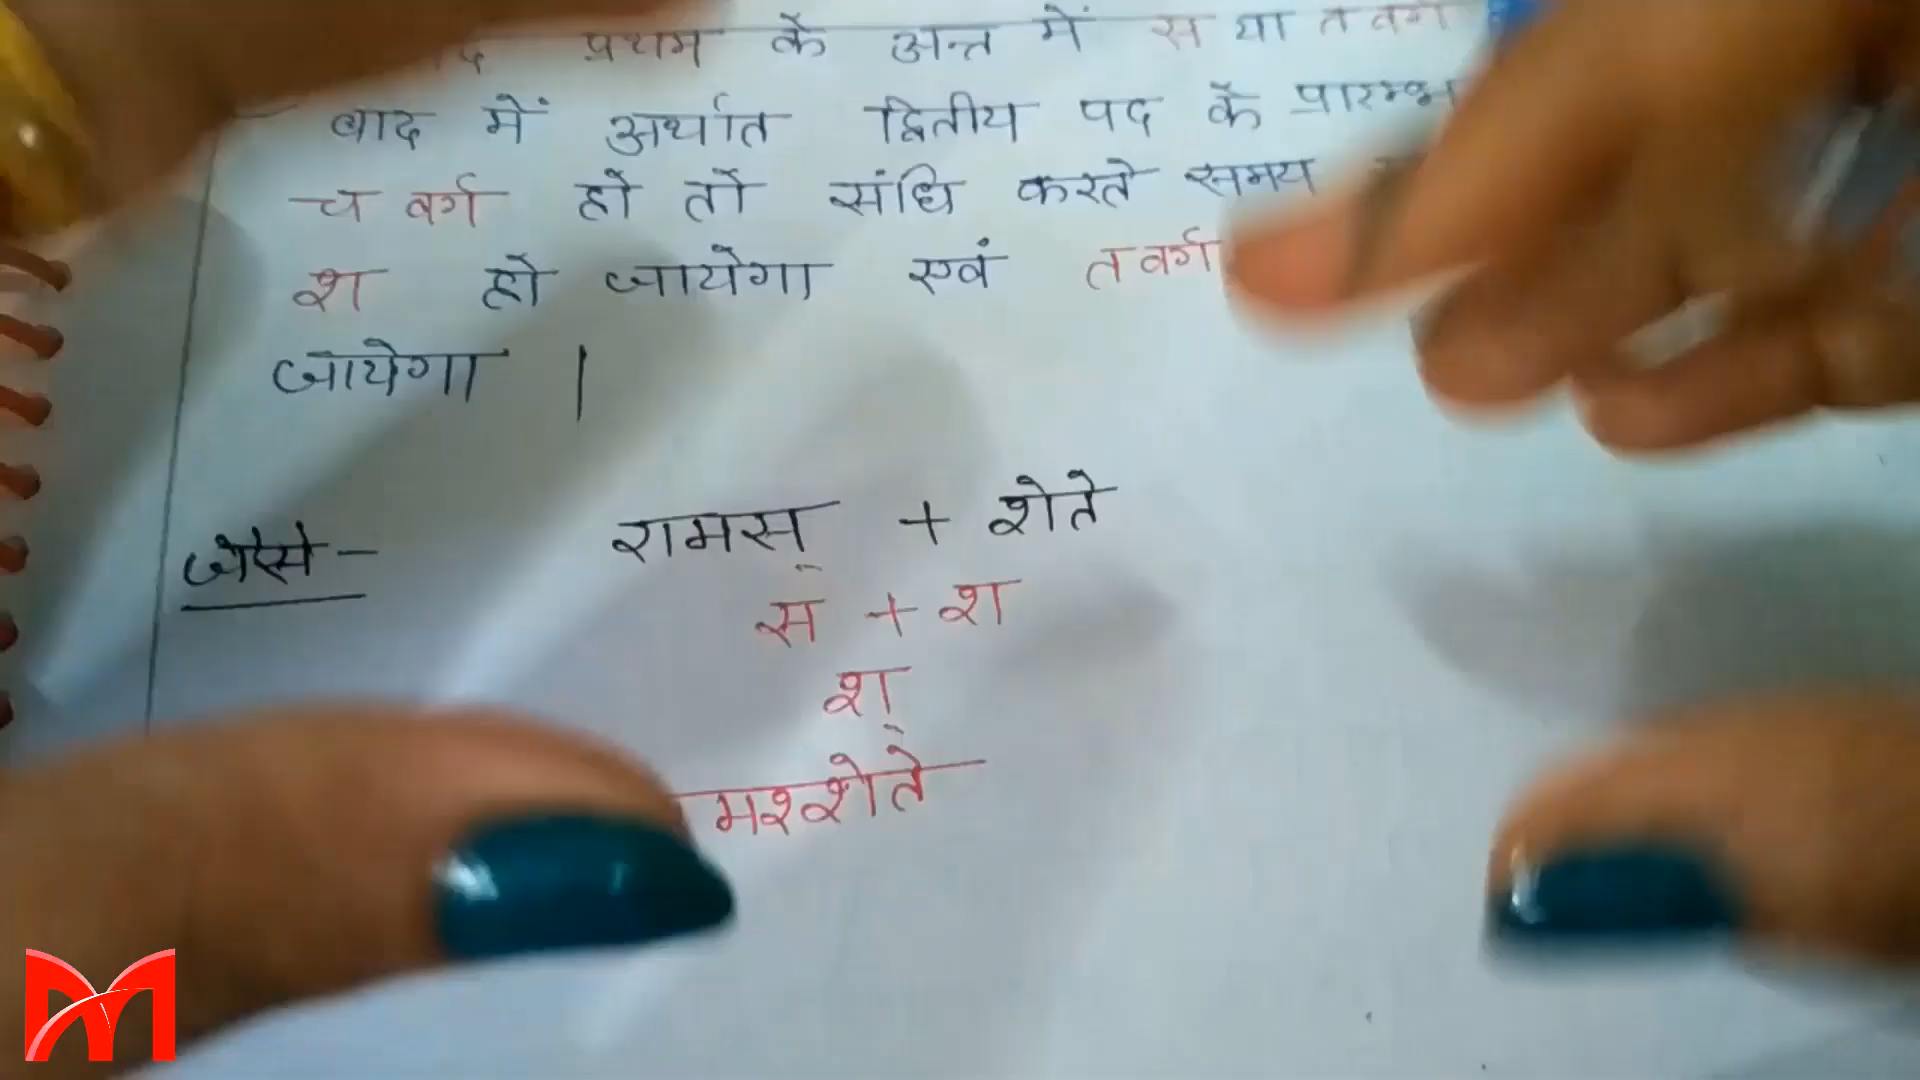 प्रथम के अन्त में स या त वर्ग
बाद में अर्थात द्वितीय पद के प्रारम्भ
च वर्ग हो तो संधि करते समय
श हो जायेगा एवं त वर्ग
जायेगा |
जैसे - रामस् + शेते
स + श
श्
मश्शेते